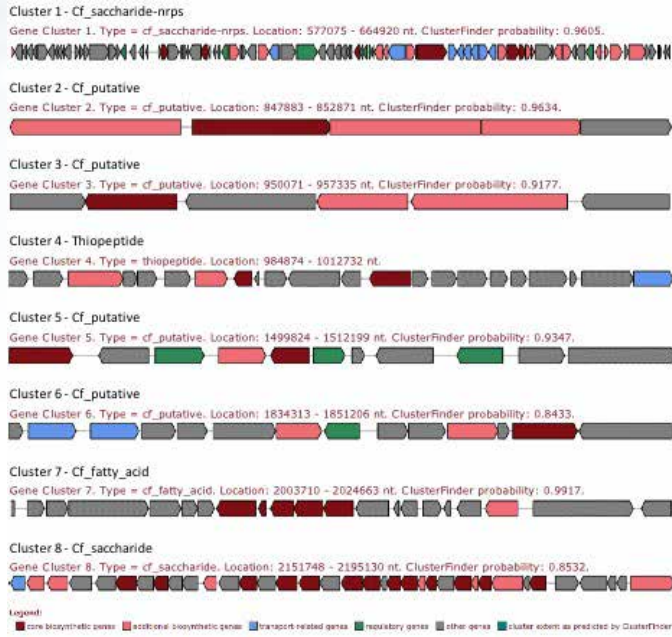 Cluster 1 - Cf_saccharide-nrps
Gene Cluster 1. Type = cf_saccharide-nrps. Location: 577075 - 664920 nt. ClusterFinder probability: 0.9605.
Cluster 2 - Cf_putative
Gene Cluster 2. Type = cf_putative. Location: 847883 - 852871 nt. ClusterFinder probability: 0.9634.
Cluster 3 - Cf_putative
Gene Cluster 3. Type = cf_putative. Location: 950071 - 957335 nt. ClusterFinder probability: 0.9177.
Cluster 4 - Thiopeptide
Gene Cluster 4. Type = thiopeptide. Location: 984874 - 1012732 nt.
Cluster 5 - Cf_putative
Gene Cluster 5. Type = cf_putative. Location: 1499824 - 1512199 nt. ClusterFinder probability: 0.9347.
Cluster 6 - Cf_putative
Gene Cluster 6. Type = cf_putative. Location: 1834313 - 1851206 nt. ClusterFinder probability: 0.8433.
Cluster 7 - Cf_fatty_acid
Gene Cluster 7. Type = cf_fatty_acid. Location: 2003710 - 2024663 nt. ClusterFinder probability: 0.9917.
Cluster 8 - Cf_saccharide
Gene Cluster 8. Type = cf_saccharide. Location: 2151748 - 2195130 nt. ClusterFinder probability: 0.8532.
Legend:
core biosynthetic genes additional biosynthetic genes transport-related genes regulatory genes other genes cluster extent as predicted by ClusterFinder